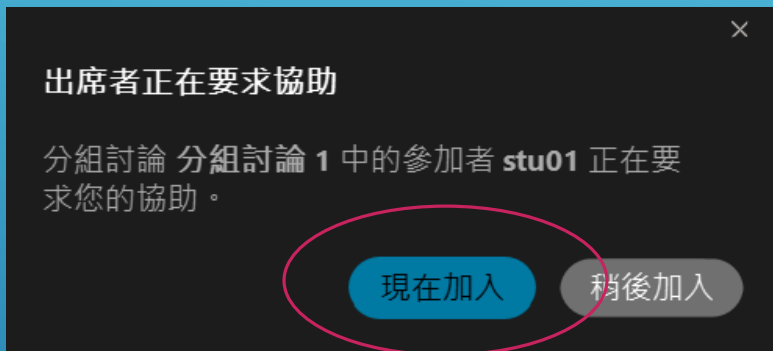 出席者正在要求協助
分組討論 分組討論 1 中的參加者 stu01 正在要
求您的協助。
現在加入 稍後加入